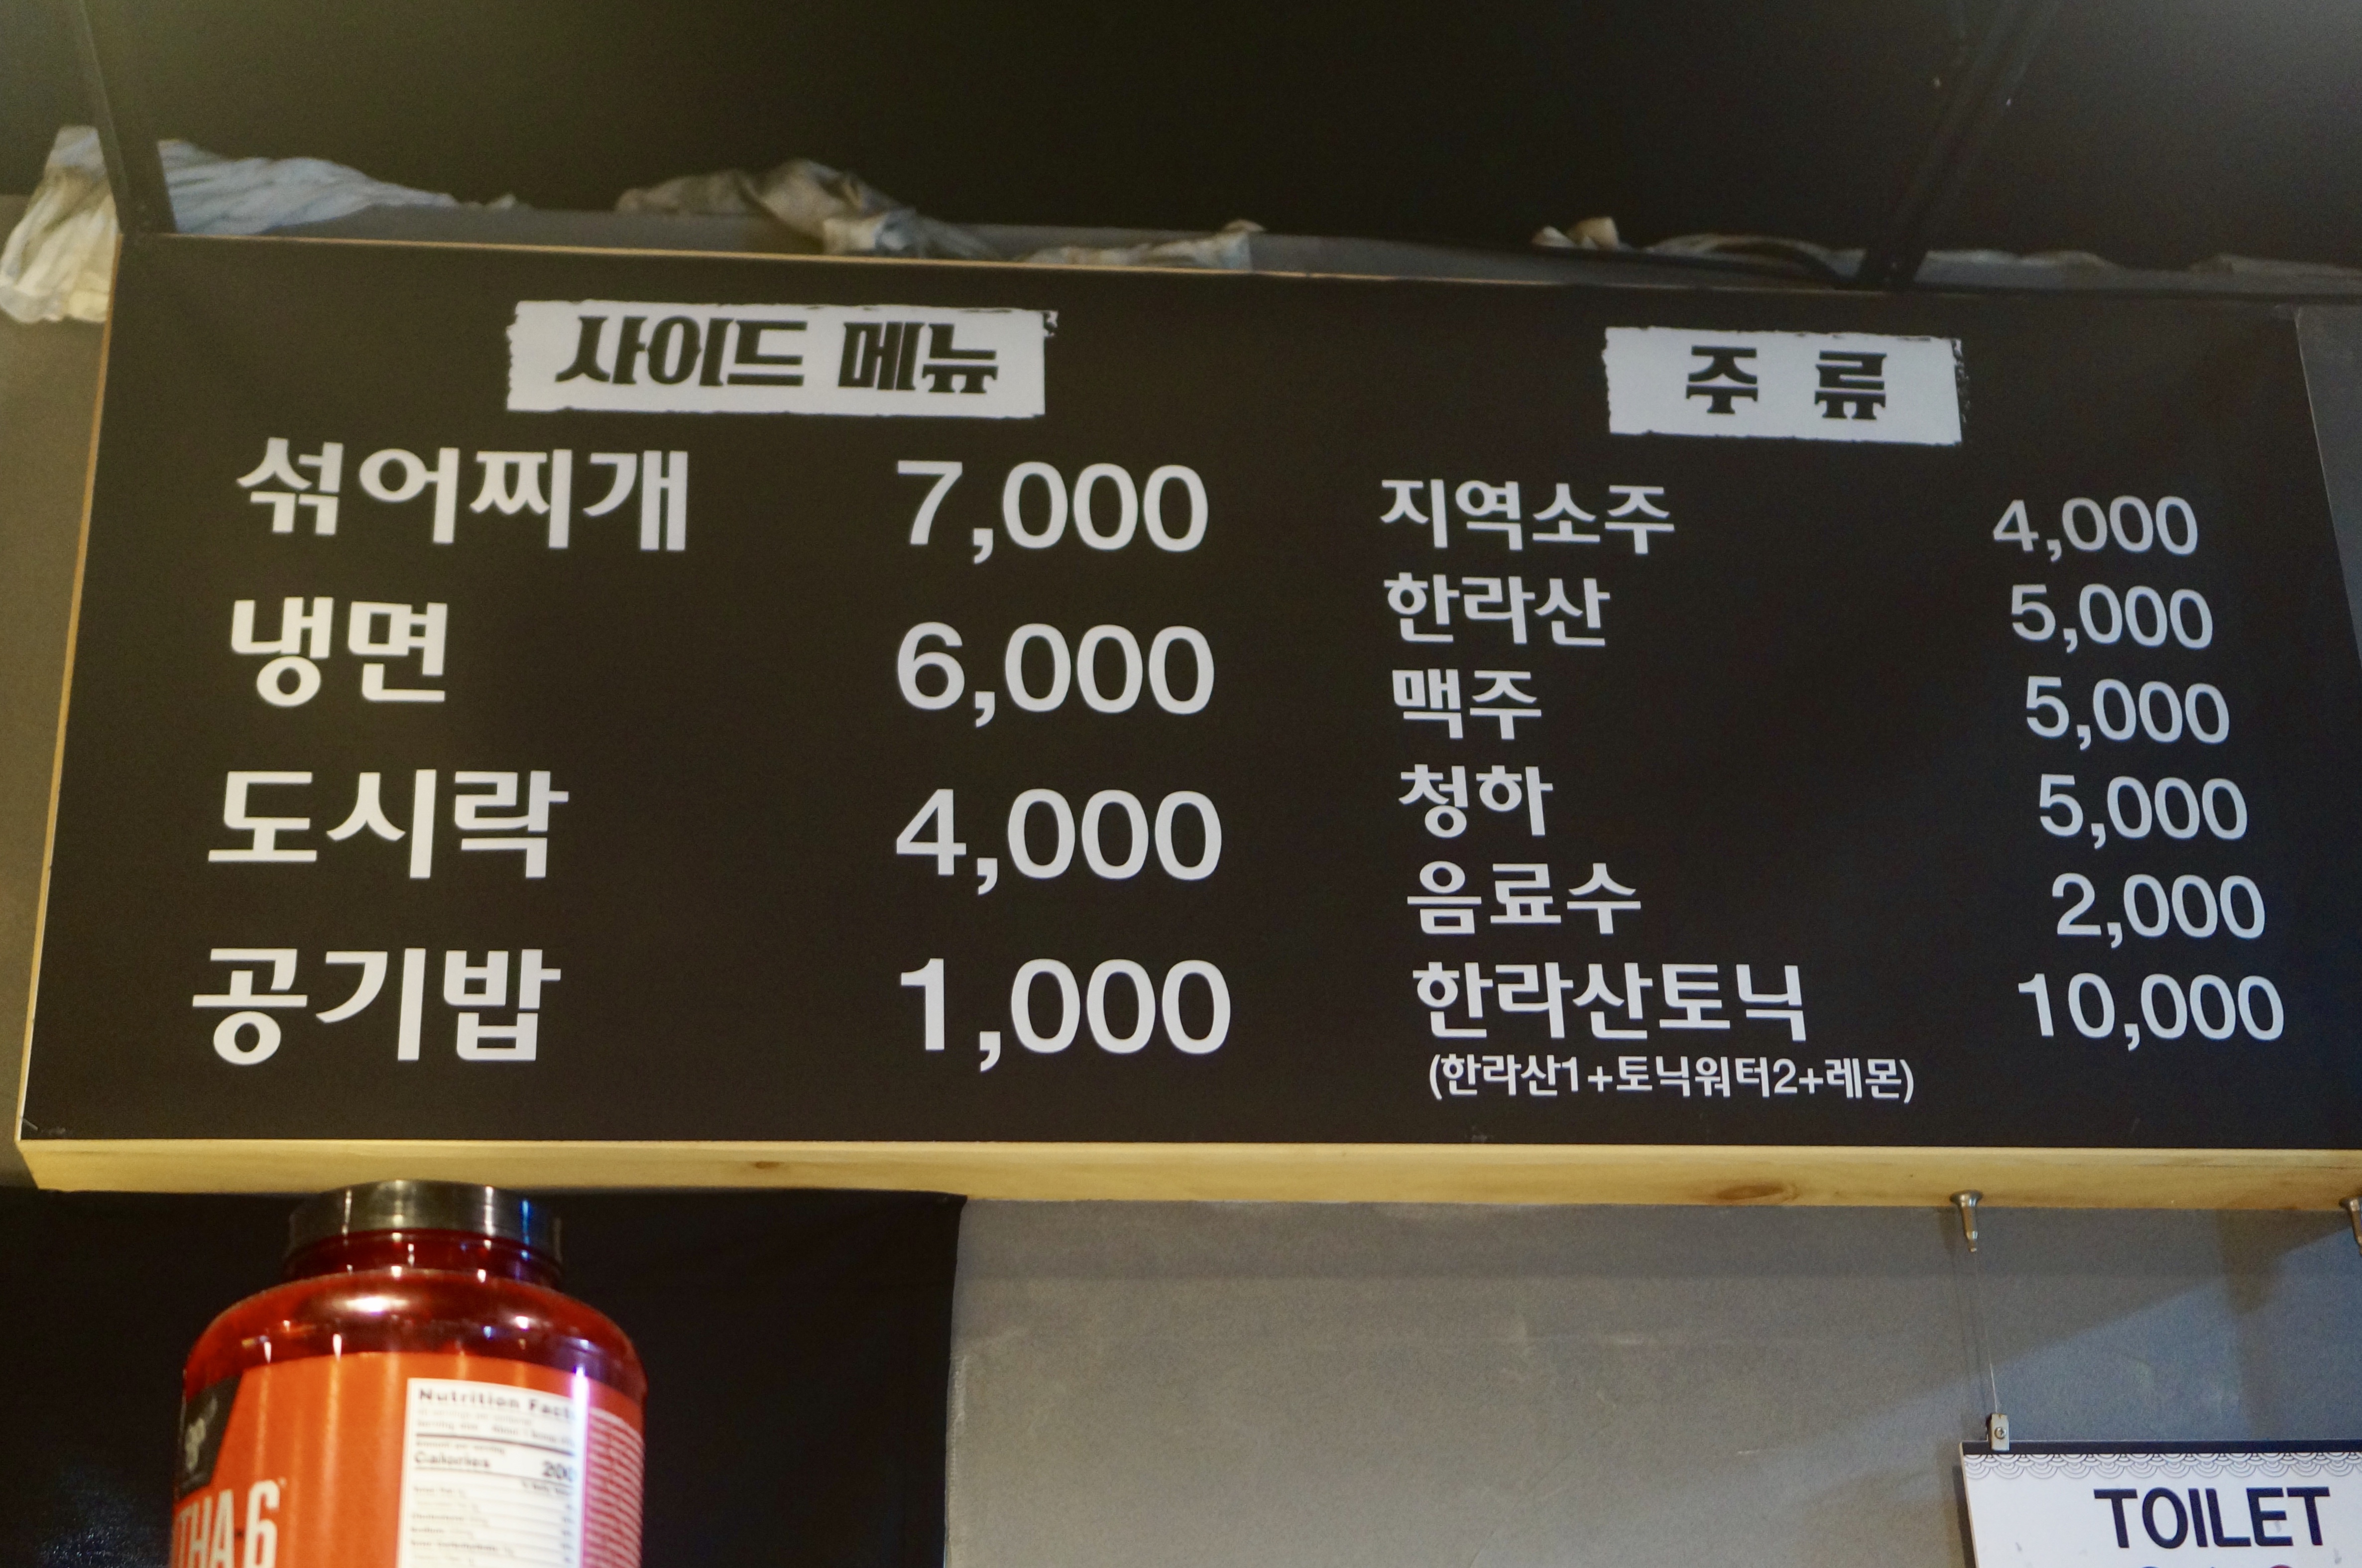 사이드 메뉴
섞어찌개 7,000
냉면 6,000
도시락 4,000
공기밥 1,000
주 류
지역소주 4,000
한라산 5,000
맥주 5,000
청하 5,000
음료수 2,000
한라산토닉 10,000
(한라산1+토닉워터2+레몬)
Nutrition Facts
Calories 200
THA 6
TOILET